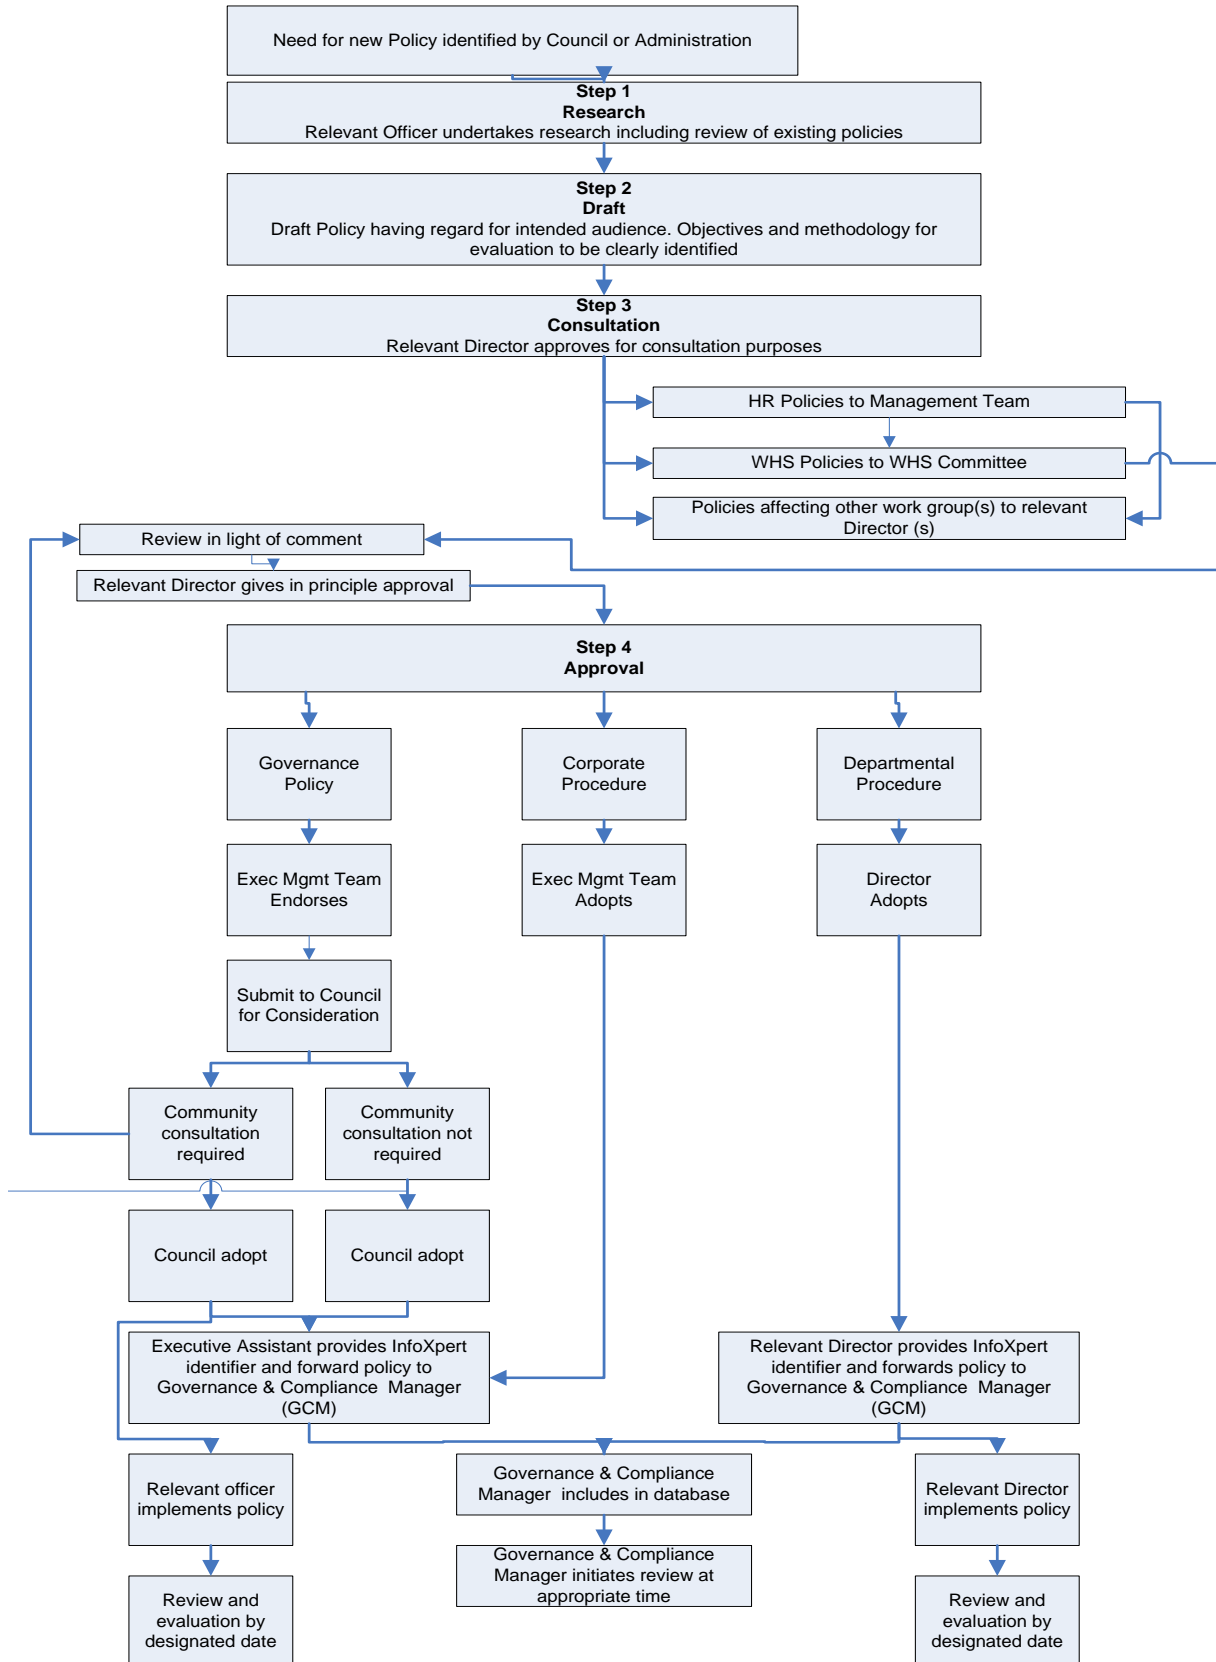 Need for new Policy identified by Council or Administration
Step 1
Research
Relevant Officer undertakes research including review of existing policies
Step 2
Draft
Draft Policy having regard for intended audience. Objectives and methodology for
evaluation to be clearly identified
Step 3
Consultation
Relevant Director approves for consultation purposes
HR Policies to Management Team
WHS Policies to WHS Committee
Policies affecting other work group(s) to relevant
Director (s)
Review in light of comment
Relevant Director gives in principle approval
Step 4
Approval
Governance
Policy
Corporate
Procedure
Departmental
Procedure
Exec Mgmt Team
Endorses
Exec Mgmt Team
Adopts
Director
Adopts
Submit to Council
for Consideration
Community
consultation
required
Community
consultation not
required
Council adopt
Council adopt
Executive Assistant provides InfoXpert
identifier and forward policy to
Governance & Compliance  Manager
(GCM)
Relevant Director provides InfoXpert
identifier and forwards policy to
Governance & Compliance  Manager
(GCM)
Relevant officer
implements policy
Governance & Compliance
Manager  includes in database
Relevant Director
implements policy
Governance & Compliance
Manager initiates review at
appropriate time
Review and
evaluation by
designated date
Review and
evaluation by
designated date